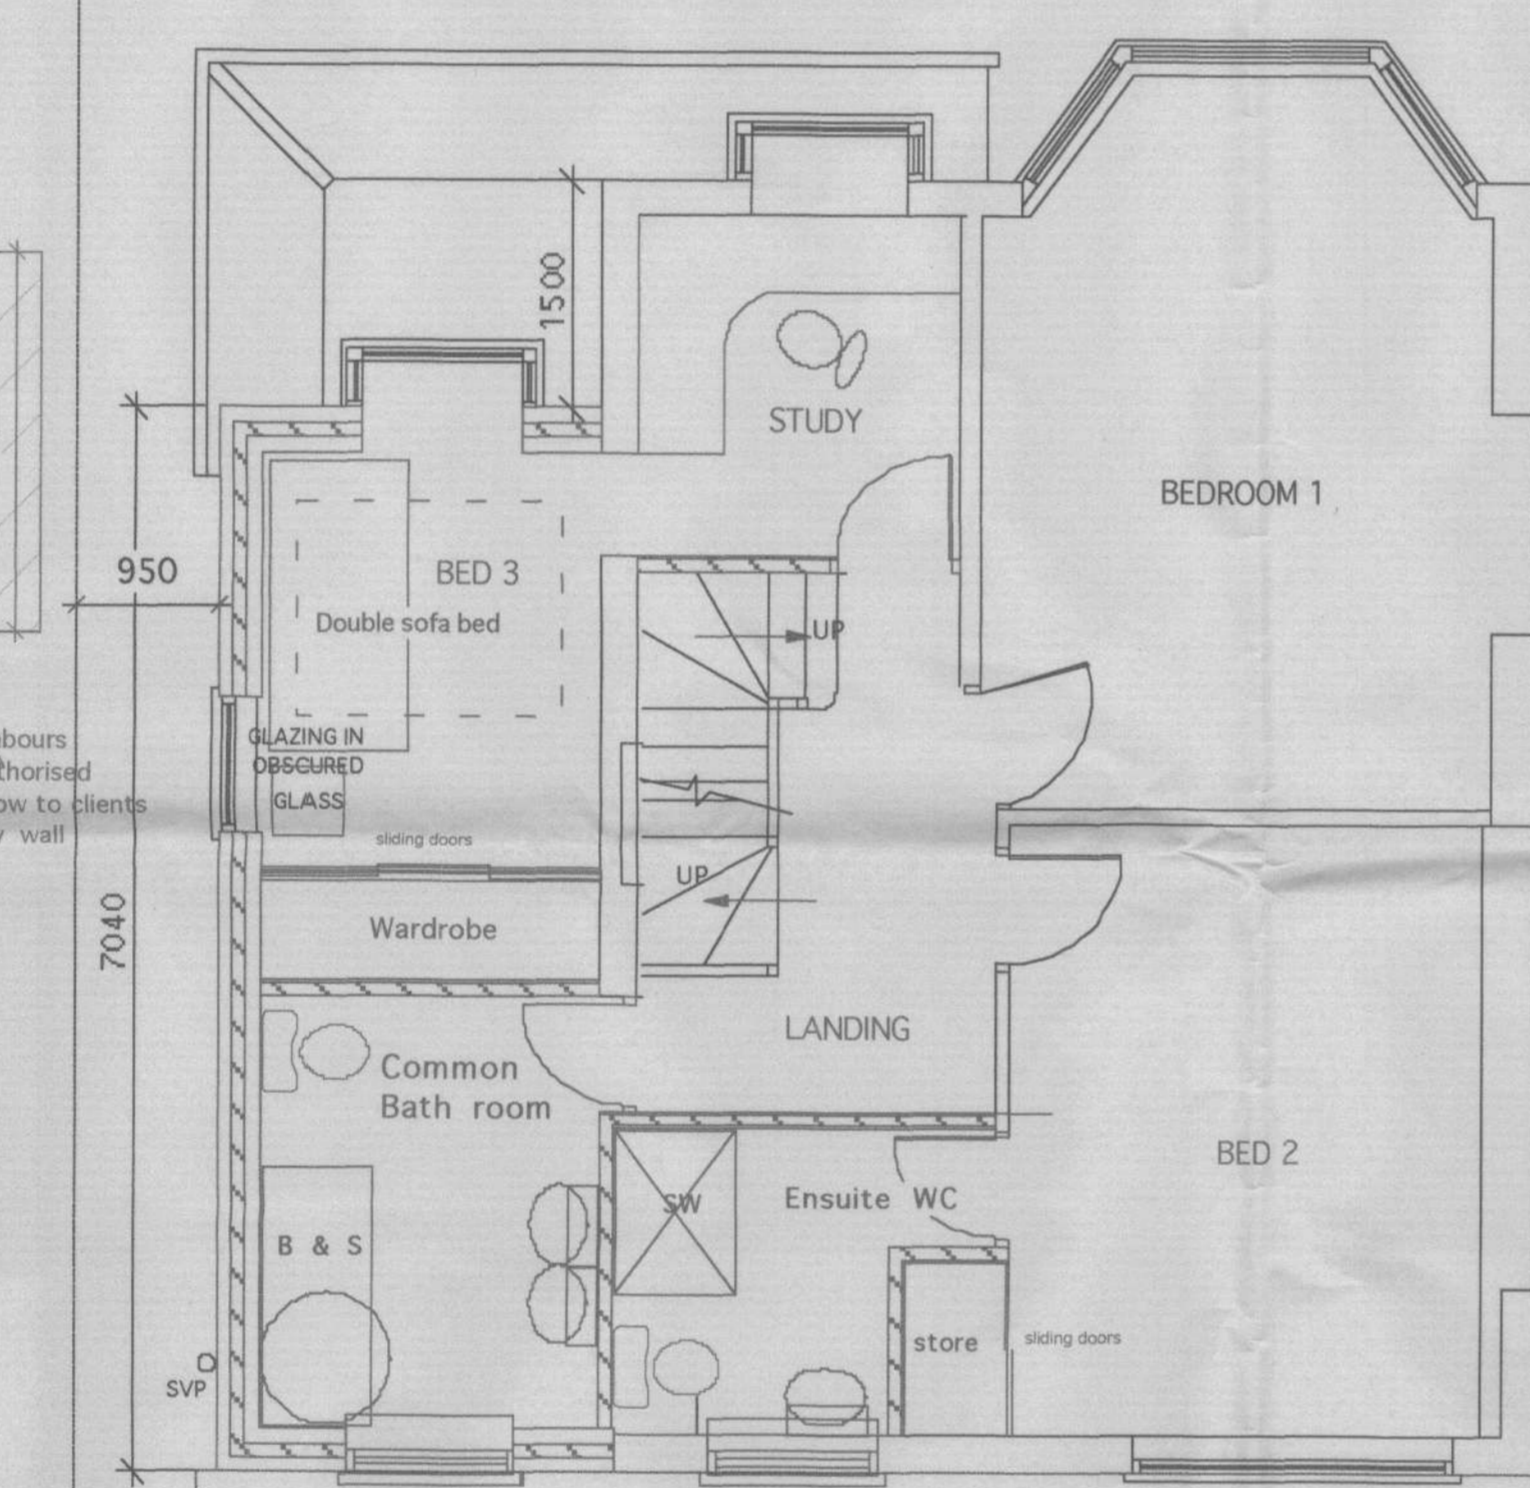 1500
STUDY
BEDROOM 1
950
BED 3
Double sofa bed
UP
GLAZING IN
OBSCURED
GLASS
bours
thorised
ow to clients
wall
sliding doors
UP
Wardrobe
7040
LANDING
Common
Bath room
BED 2
SW
Ensuite WC
B & S
store
sliding doors
SVP